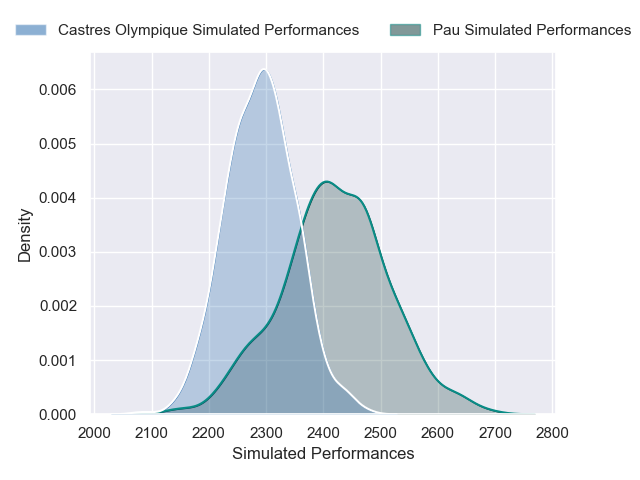 Castres Olympique Simulated Performances
Pau Simulated Performances
0.006
0.005
0.004
0.003
0.002
0.001
0.000
Density
2000 2100 2200 2300 2400 2500 2600 2700 2800
Simulated Performances